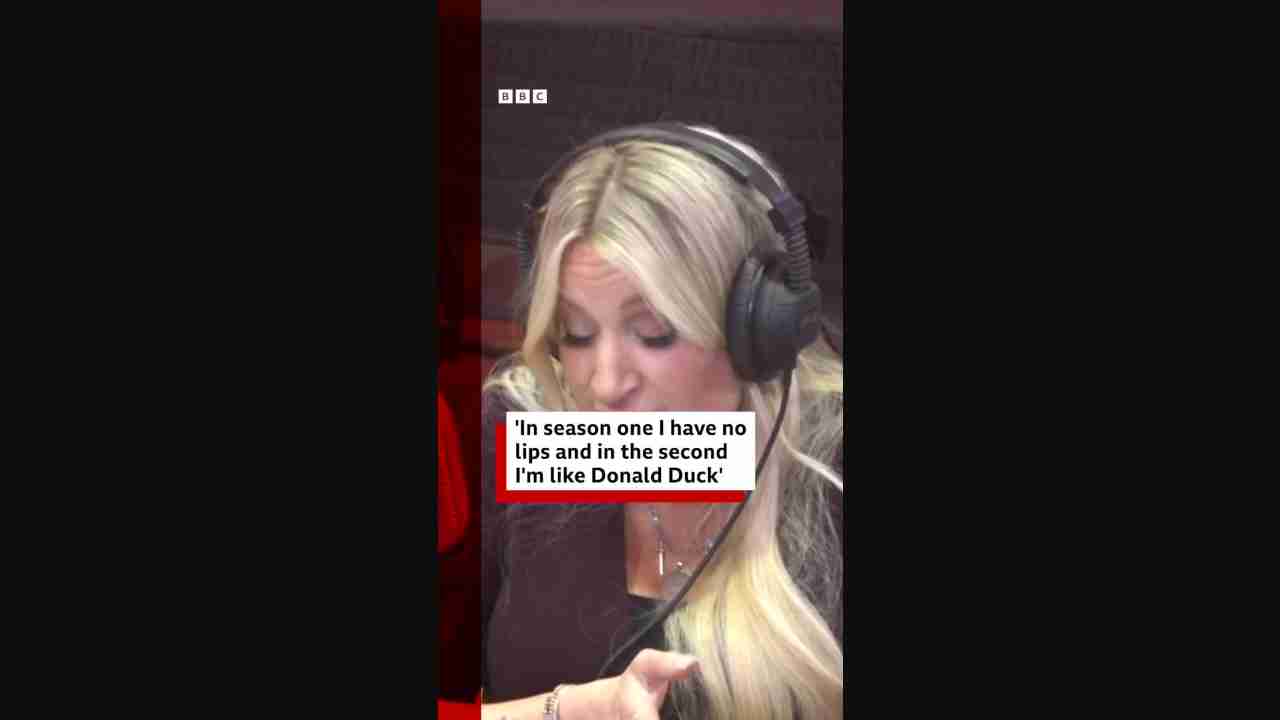 BBC
'In season one I have no
lips and in the second
I'm like Donald Duck'